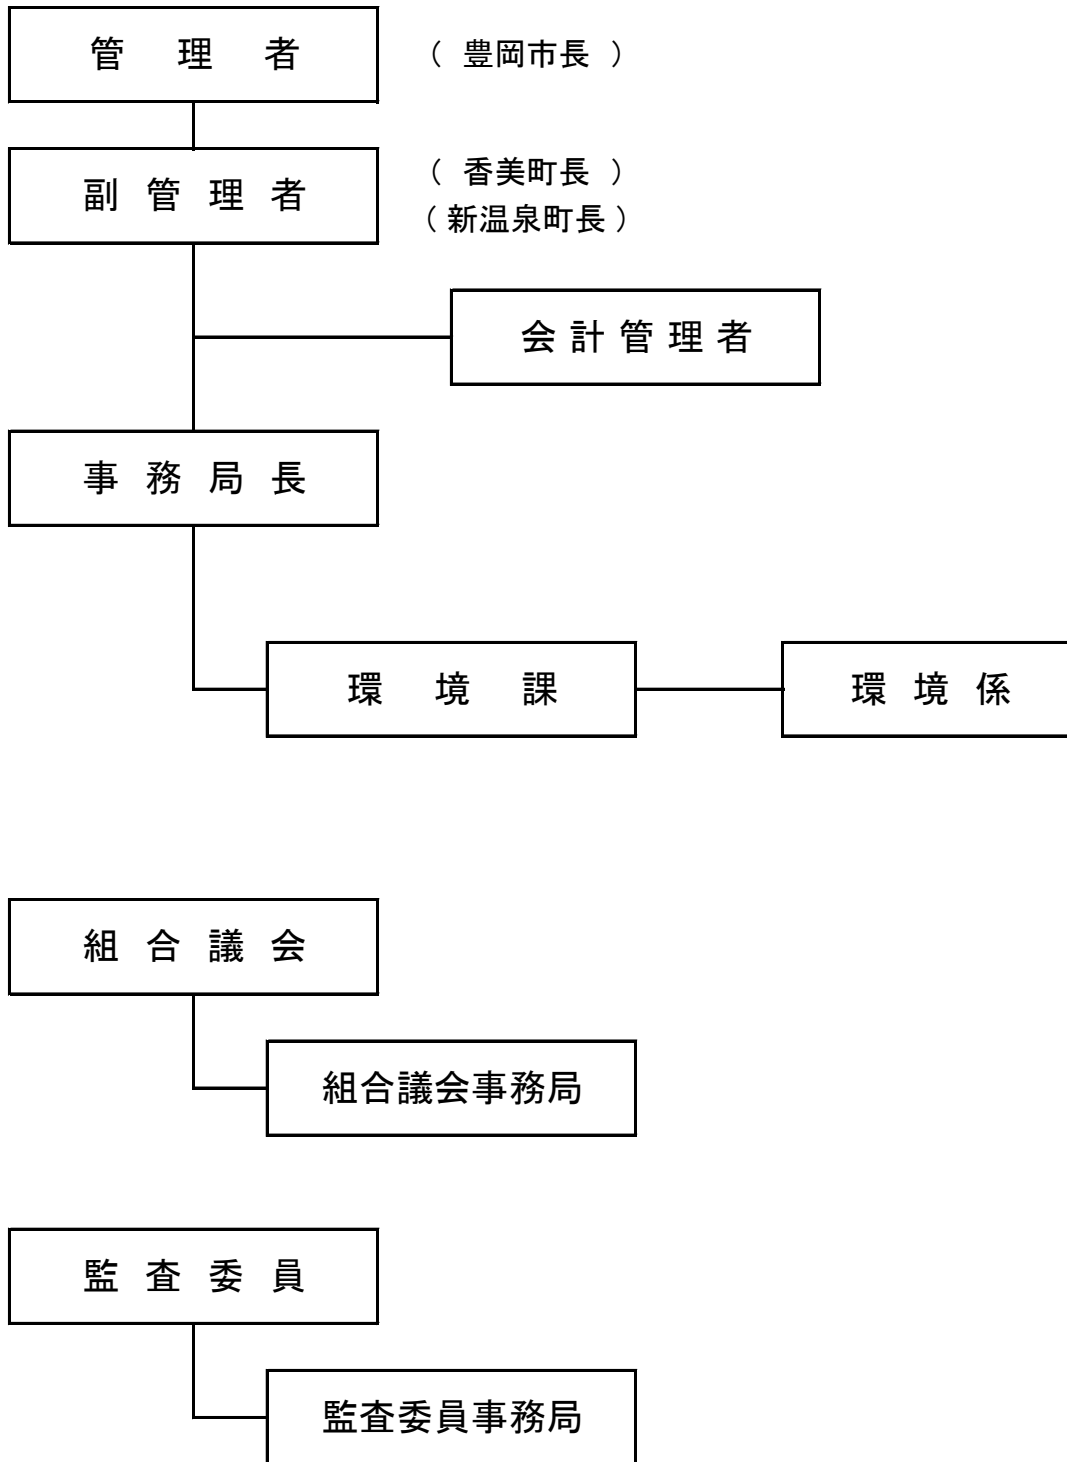 管理者 （ 豊岡市長 ）
副管理者 （ 香美町長 ）
（ 新温泉町長 ）
会計管理者
事務局長
環境課 環境係
組合議会
組合議会事務局
監査委員
監査委員事務局